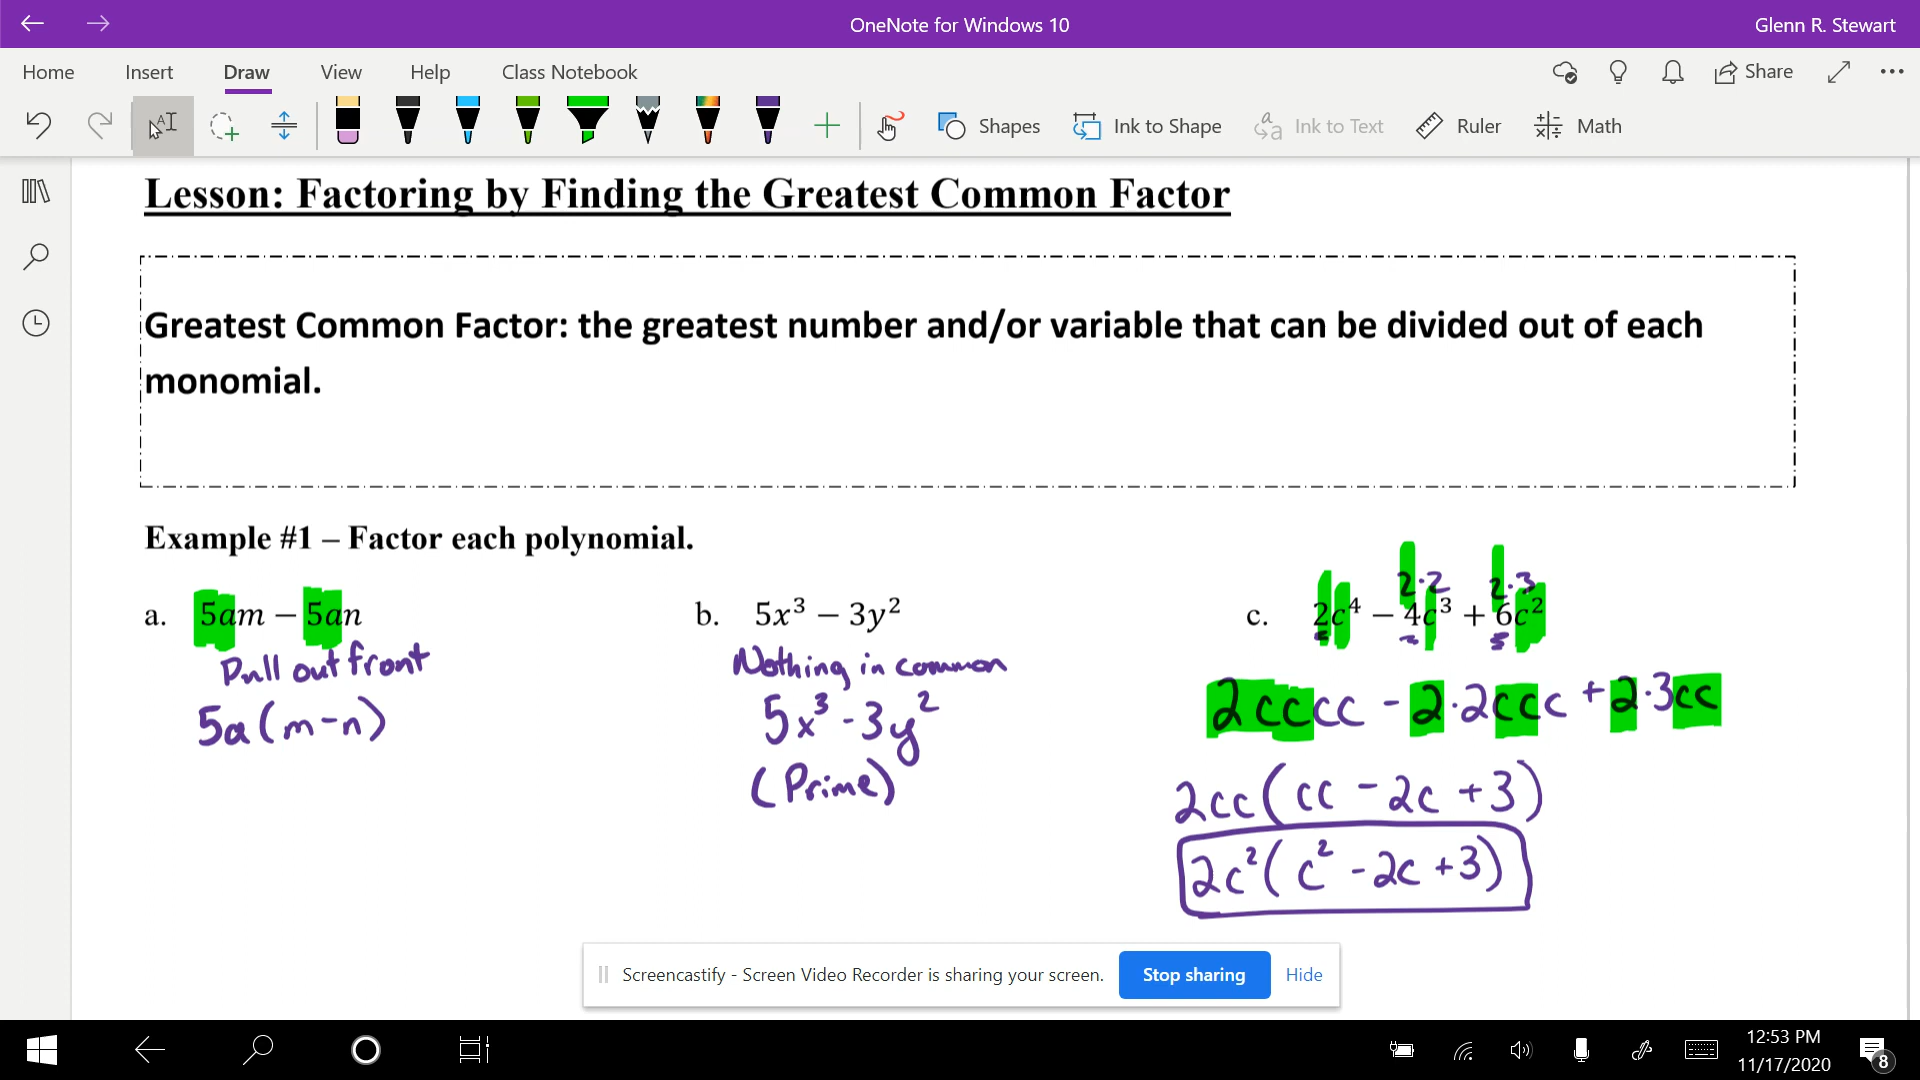 OneNote for Windows 10
Glenn R. Stewart
Home Insert Draw View Help Class Notebook Share
Shapes Ink to Shape Ink to Text Ruler Math
Lesson: Factoring by Finding the Greatest Common Factor
Greatest Common Factor: the greatest number and/or variable that can be divided out of each
monomial.
Example #1 – Factor each polynomial.
a. 5am − 5an
Pull out front
5a(m-n)
b. 5x³ − 3y²
Nothing in common
5x³-3y²
(Prime)
2·2 2·3
c. 2c⁴ − 4c³ + 6c²
2cccc - 2·2ccc + 2·3cc
2cc(cc - 2c +3)
2c²(c² - 2c +3)
Screencastify - Screen Video Recorder is sharing your screen. Stop sharing Hide
12:53 PM
11/17/2020
8